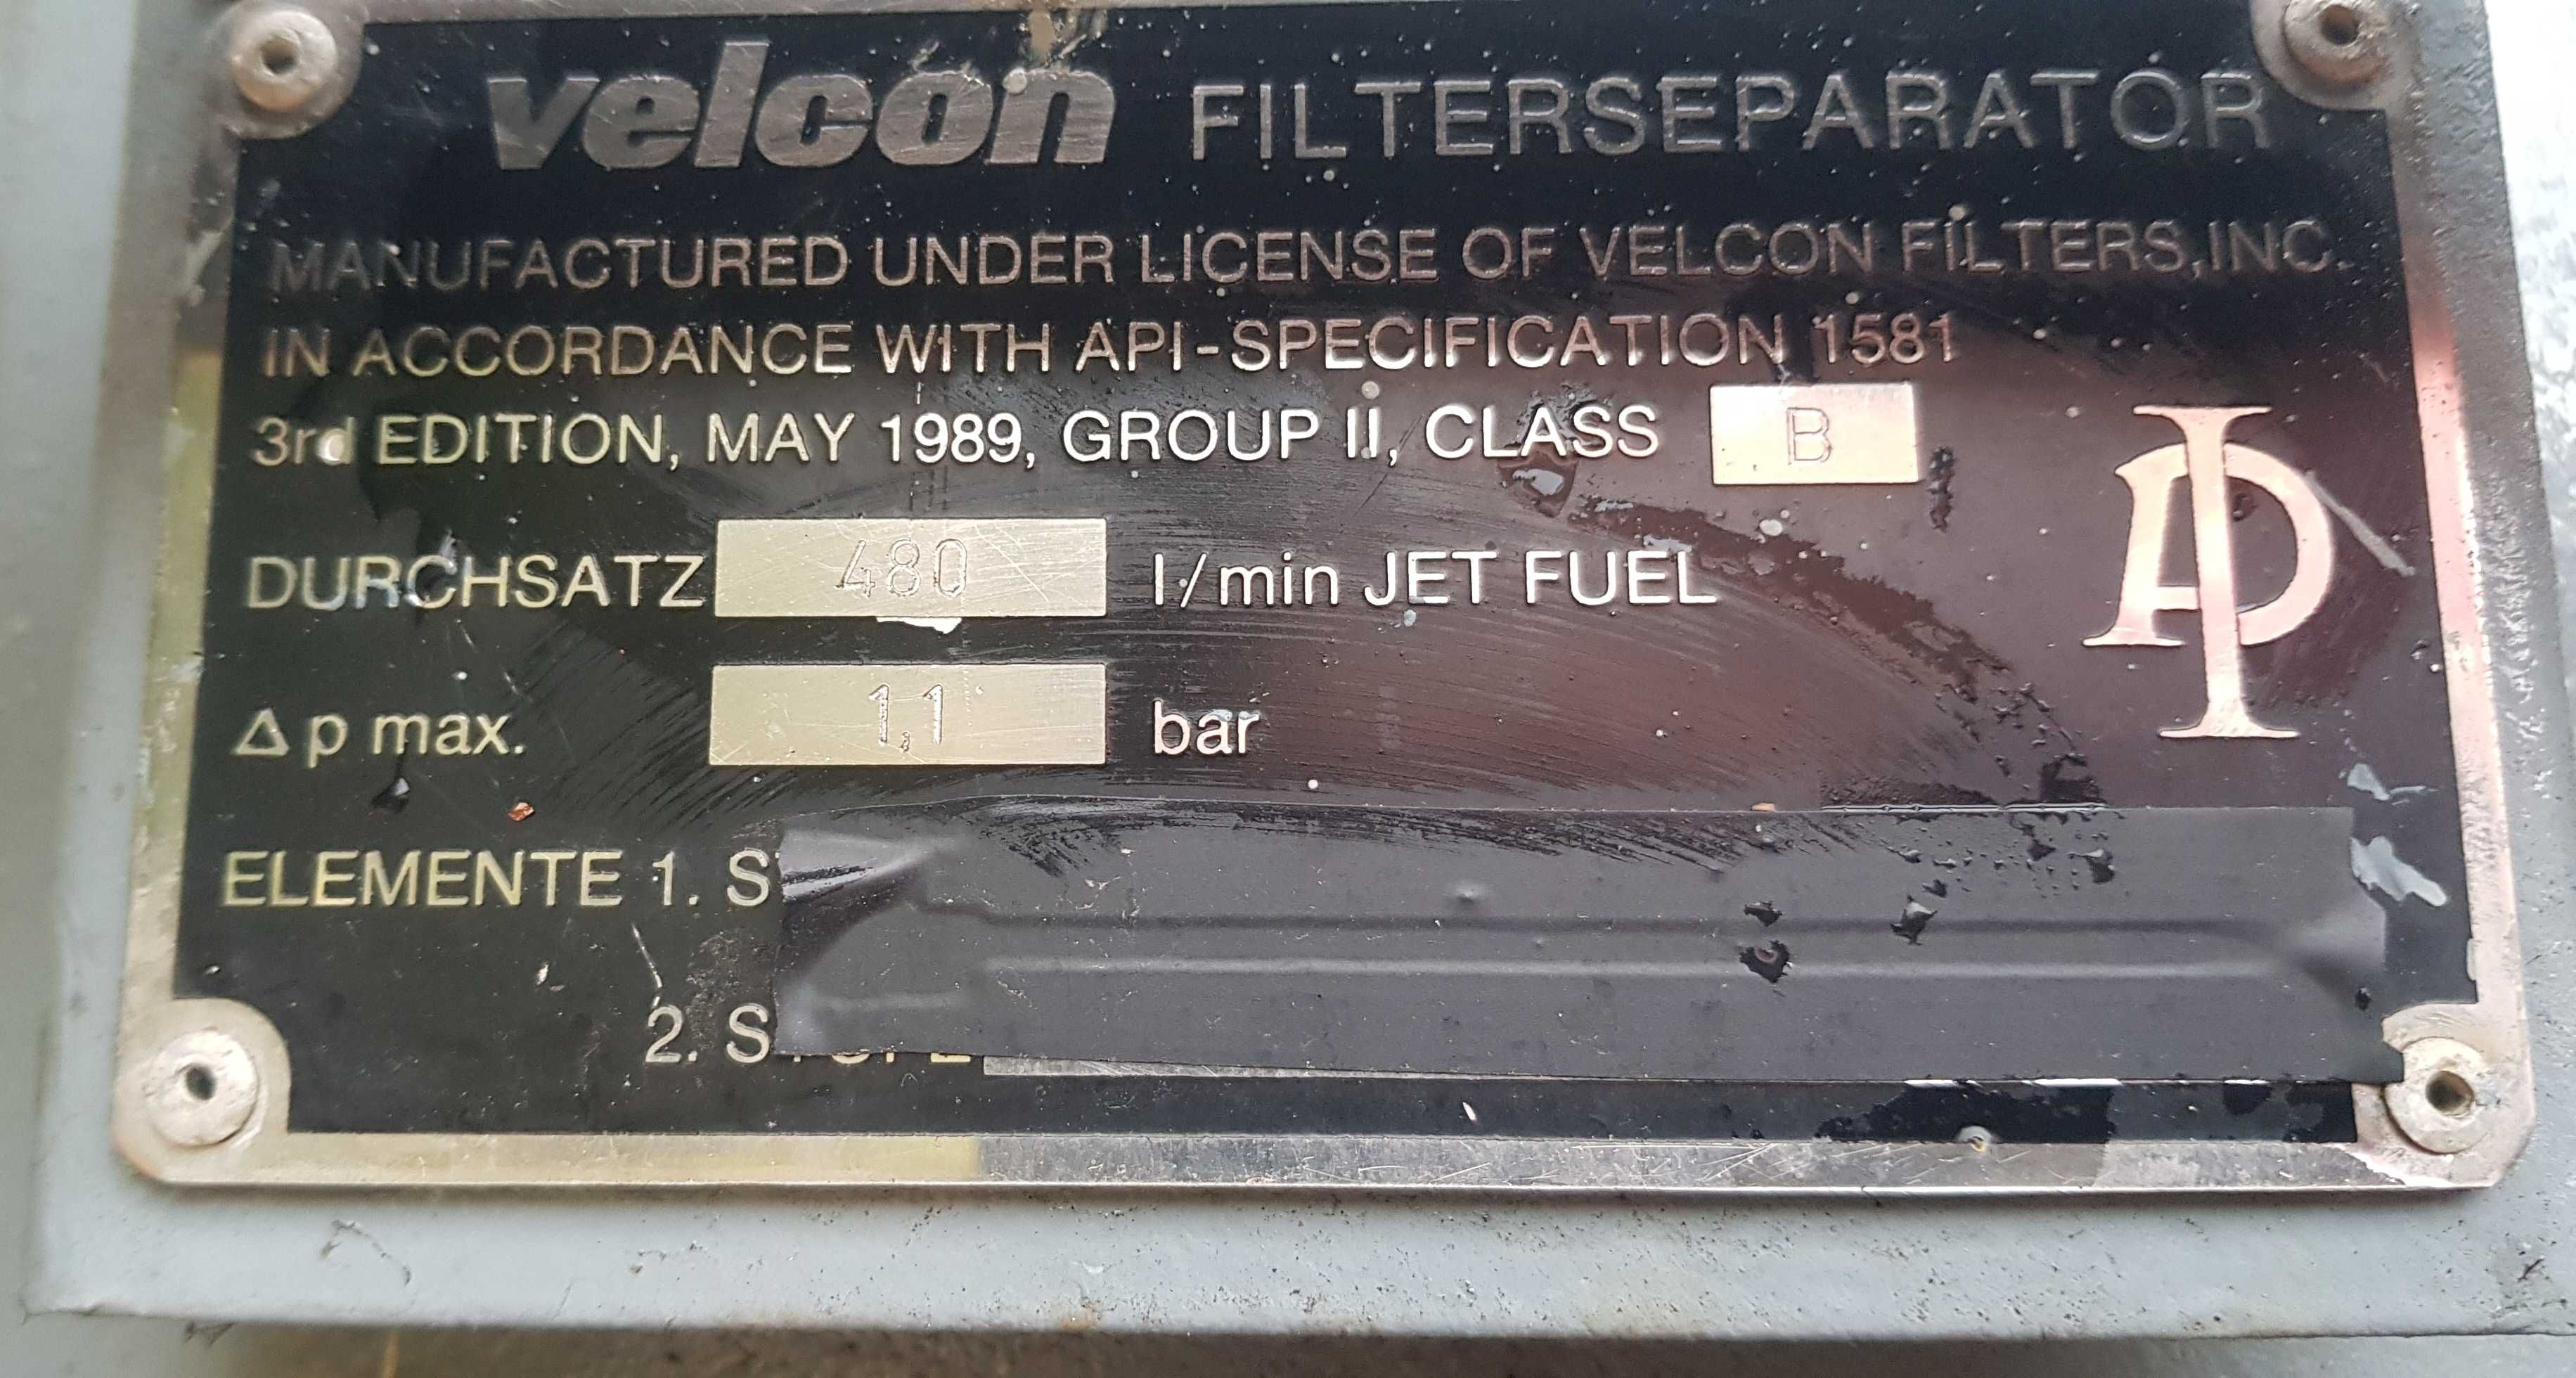 velcon FILTERSEPARATOR
MANUFACTURED UNDER LICENSE OF VELCON FILTERS,INC.
IN ACCORDANCE WITH API-SPECIFICATION 1581
3rd EDITION, MAY 1989, GROUP II, CLASS B
API
DURCHSATZ 480 l/min JET FUEL
Δ p max. 1,1 bar
ELEMENTE 1.
2.